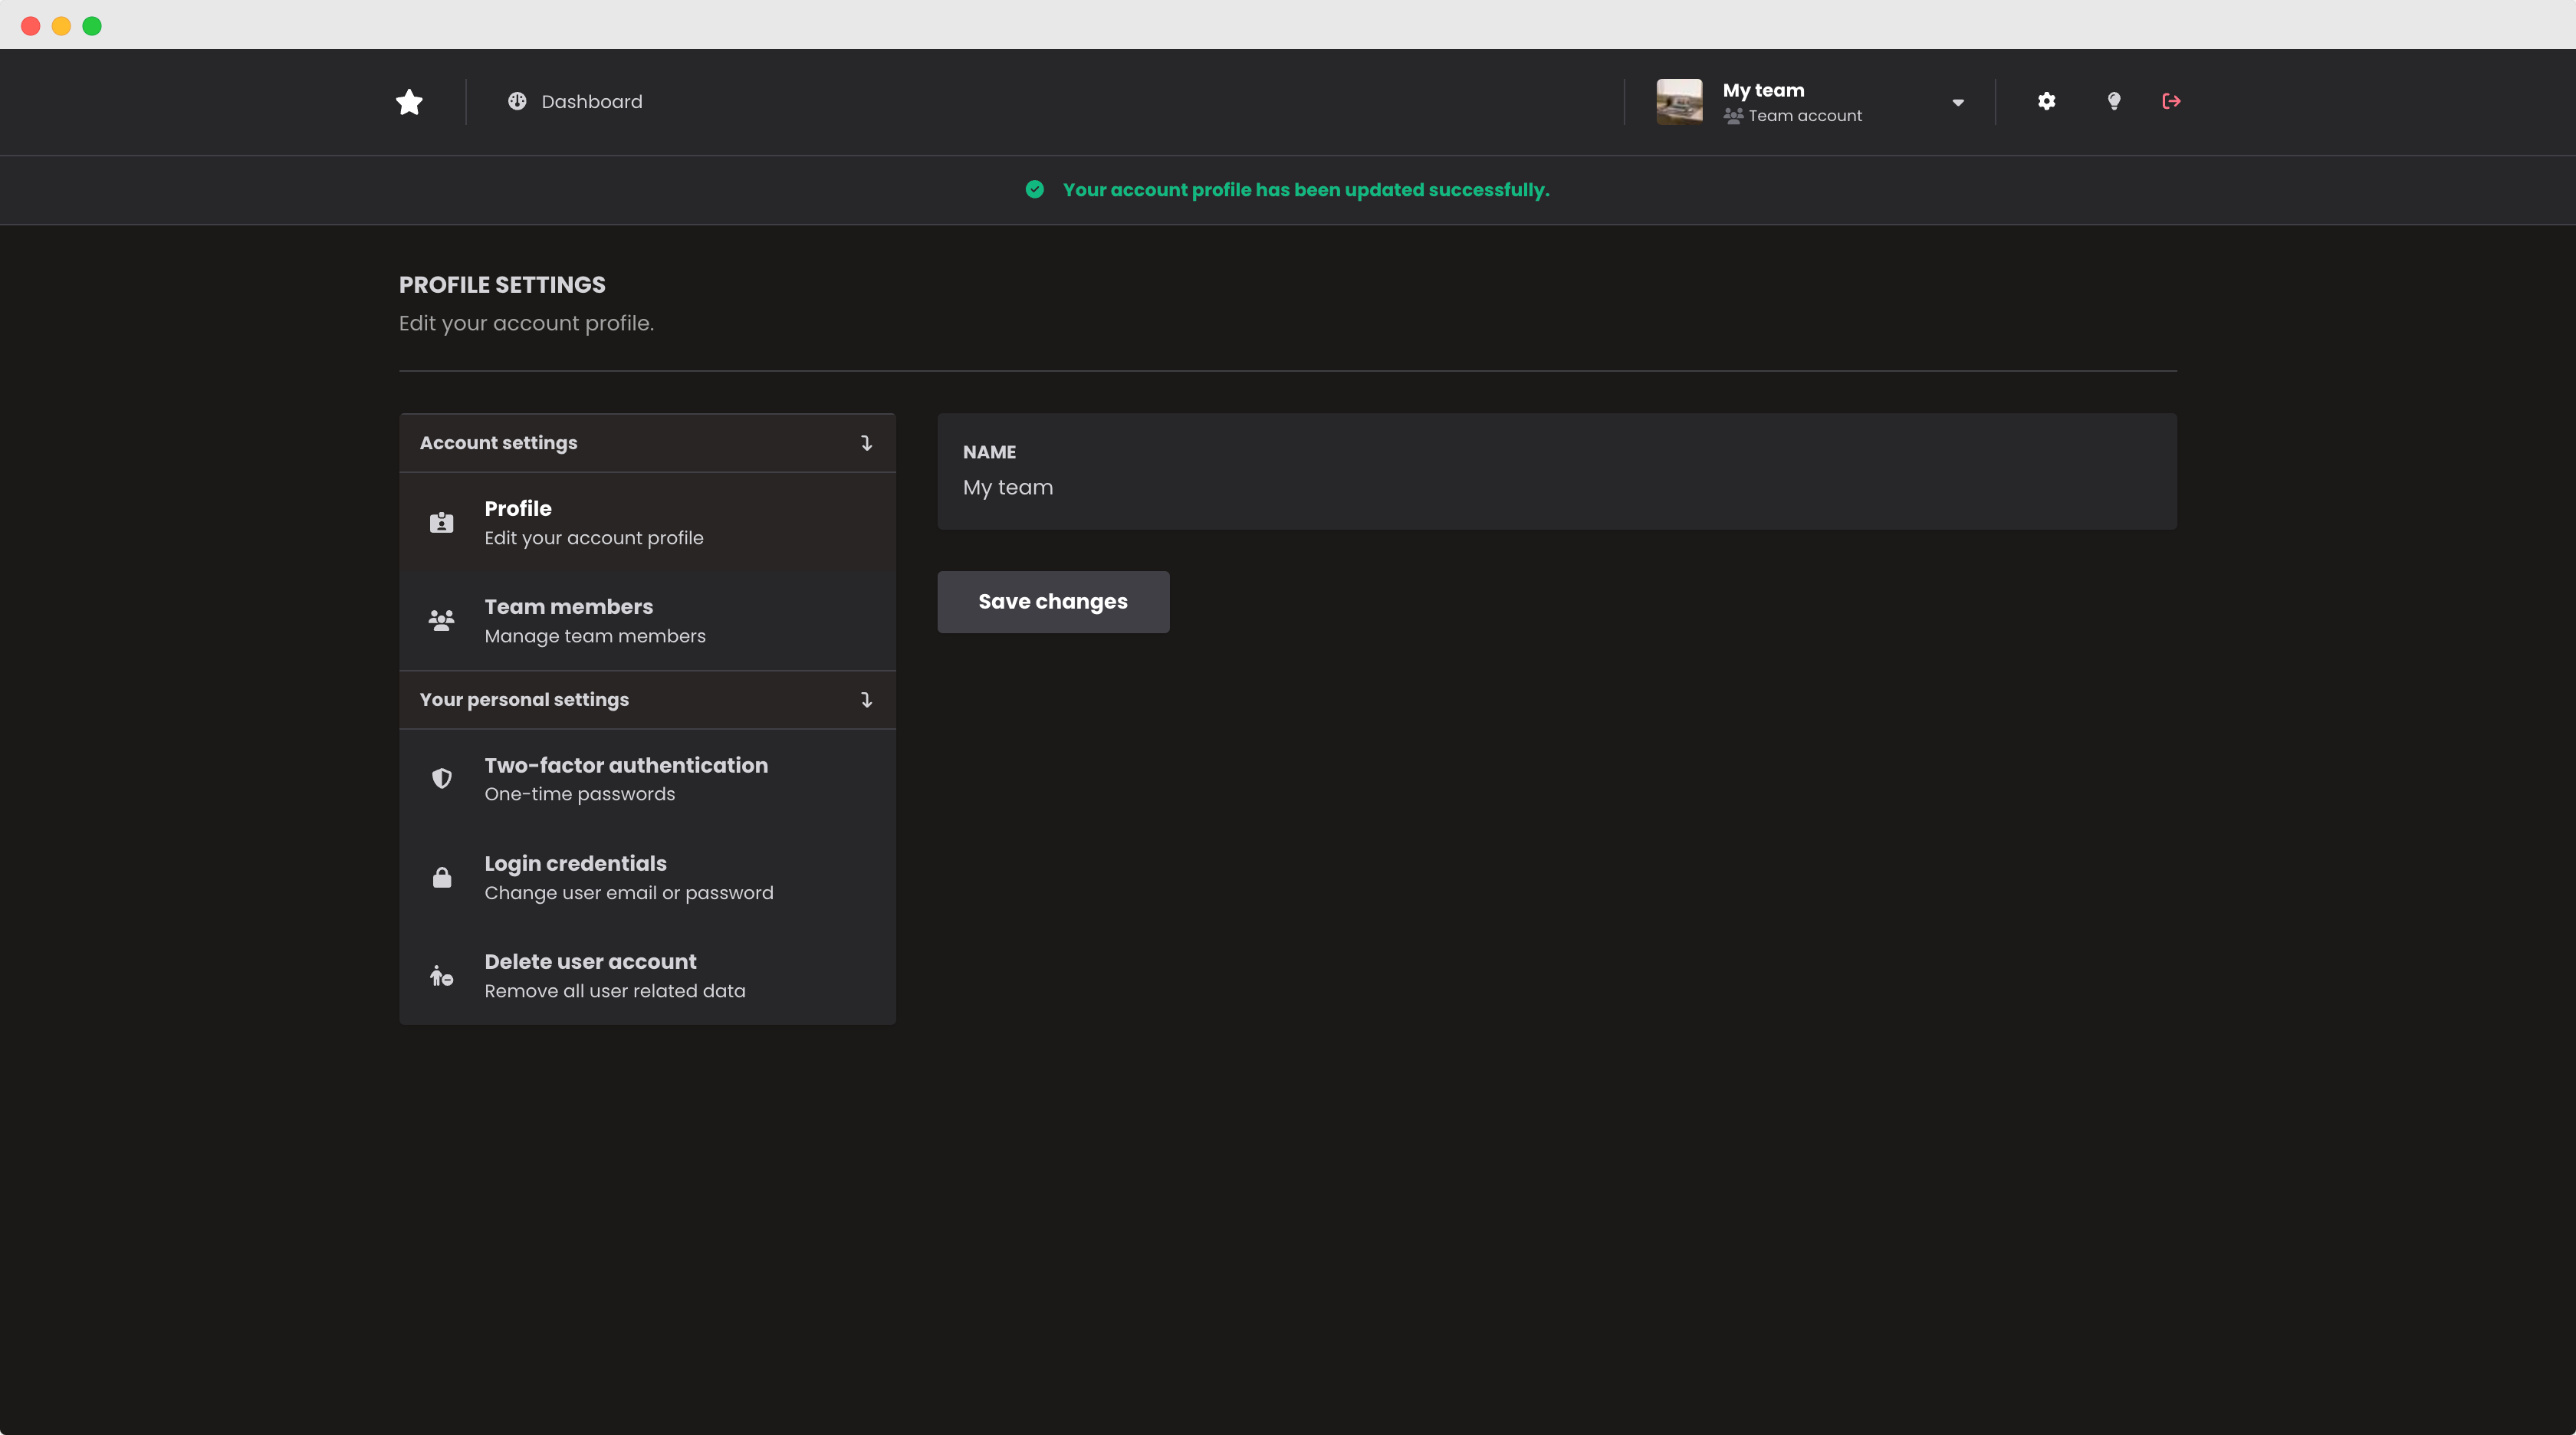 Dashboard
My team
Team account
Your account profile has been updated successfully.
PROFILE SETTINGS
Edit your account profile.
Account settings
Profile
Edit your account profile
Team members
Manage team members
Your personal settings
Two-factor authentication
One-time passwords
Login credentials
Change user email or password
Delete user account
Remove all user related data
NAME
My team
Save changes